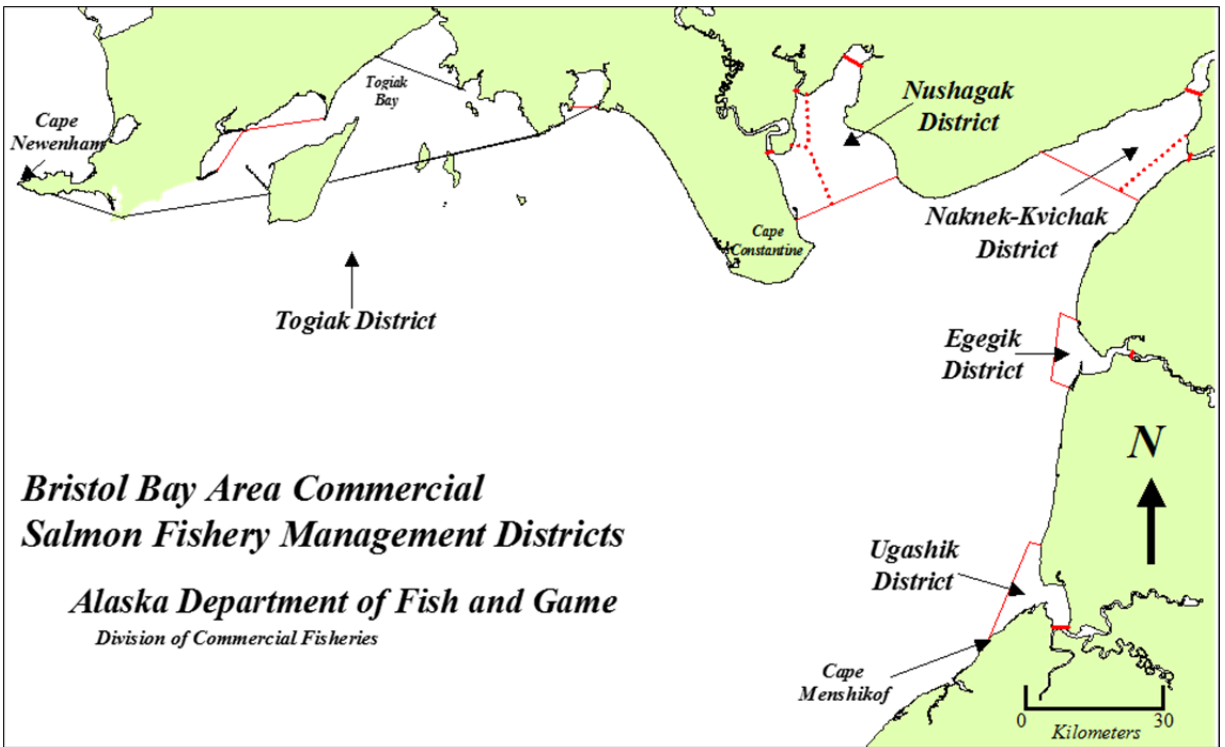 Cape
Newenham
Togiak
Bay
Nushagak
District
Naknek-Kvichak
District
Cape
Constantine
Togiak District
Egegik
District
N
Bristol Bay Area Commercial
Salmon Fishery Management Districts
Ugashik
District
Alaska Department of Fish and Game
Division of Commercial Fisheries
Cape
Menshikof
0 30
Kilometers